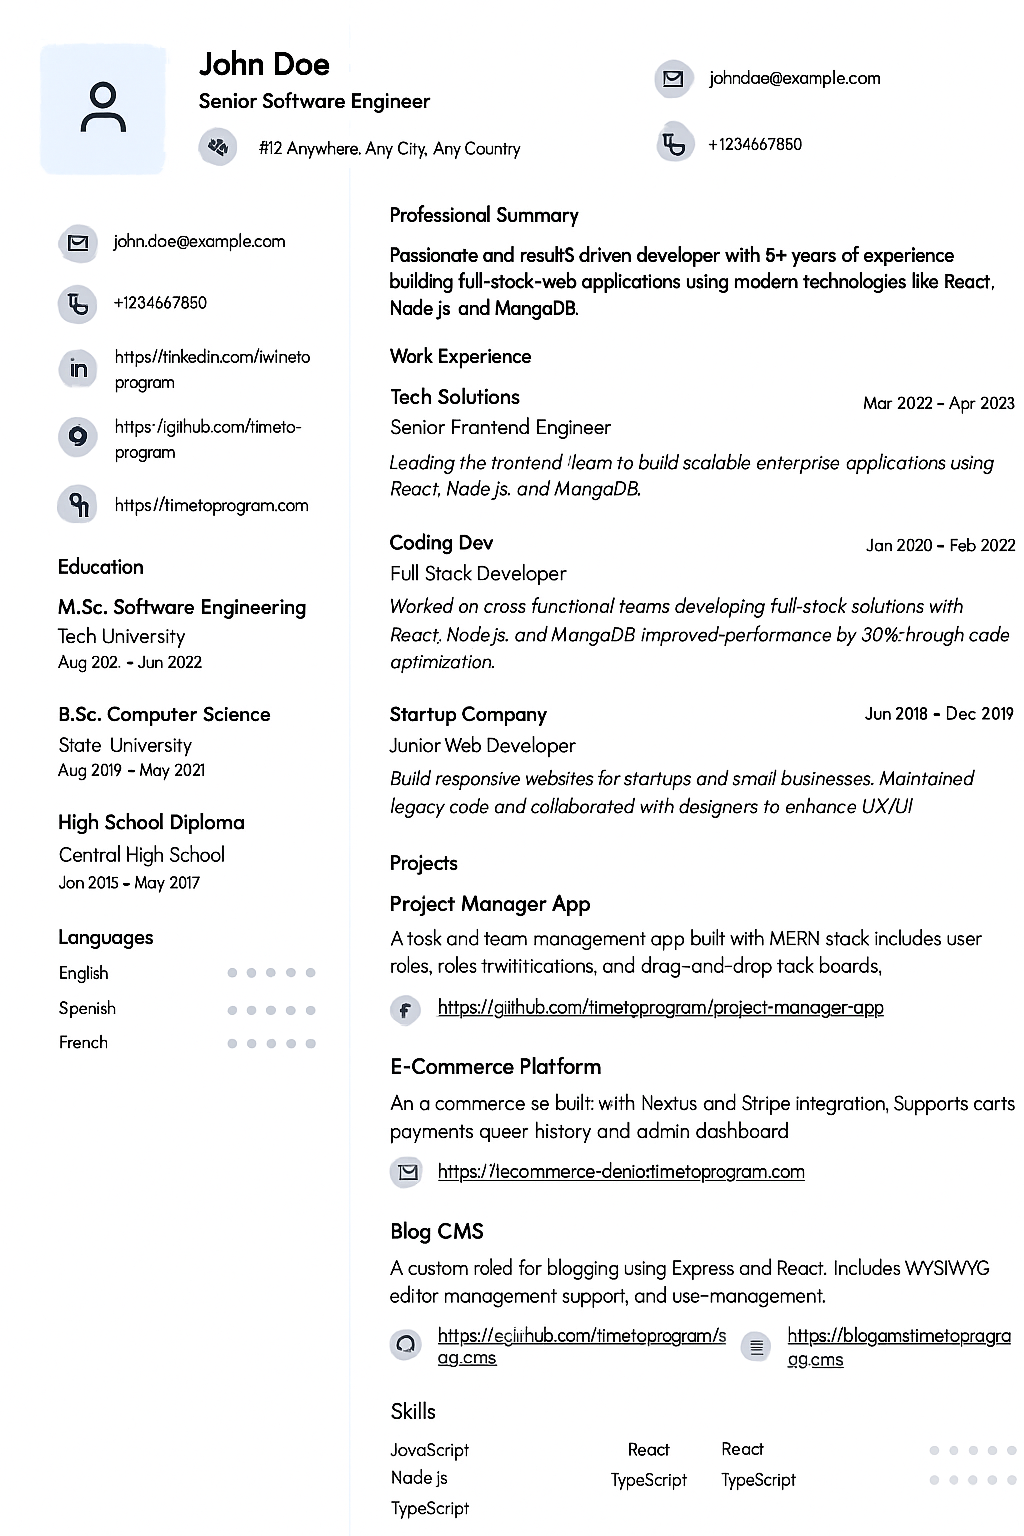 John Doe
Senior Software Engineer
#12 Anywhere. Any City, Any Country
johndae@example.com
+1234667850
john.doe@example.com
+1234667850
https//tinkedin.com/iwineto
program
https·/igithub.com/timeto-
program
https//timetoprogram.com
Education
M.Sc. Software Engineering
Tech University
Aug 202. - Jun 2022
B.Sc. Computer Science
State University
Aug 2019 - May 2021
High School Diploma
Central High School
Jon 2015 - May 2017
Languages
English
Spenish
French
Professional Summary
Passionate and resultS driven developer with 5+ years of experience
building full-stock-web applications using modern technologies like React,
Nade js and MangaDB.
Work Experience
Tech Solutions
Mar 2022 - Apr 2023
Senior Frantend Engineer
Leading the trontend leam to build scalable enterprise applications using
React, Nade js. and MangaDB.
Coding Dev
Jan 2020 - Feb 2022
Full Stack Developer
Worked on cross functional teams developing full-stock solutions with
React, Node js. and MangaDB improved-performance by 30%:hrough cade
aptimization.
Startup Company
Jun 2018 - Dec 2019
Junior Web Developer
Build responsive websites for startups and smail businesses. Maintained
legacy code and collaborated with designers to enhance UX/UI
Projects
Project Manager App
A tosk and team management app built with MERN stack includes user
roles, roles trwititications, and drag-and-drop tack boards,
https://giithub.com/timetoprogram/project-manager-app
E-Commerce Platform
An a commerce se built: with Nextus and Stripe integration, Supports carts
payments queer history and admin dashboard
https://lecommerce-denio:timetoprogram.com
Blog CMS
A custom roled for blogging using Express and React. Includes WYSIWYG
editor management support, and use-management.
https://egiiihub.com/timetoprogram/s
ag.cms
https://blogamstimetopragra
ag.cms
Skills
JovaScript
React
React
Nade js
TypeScript
TypeScript
TypeScript